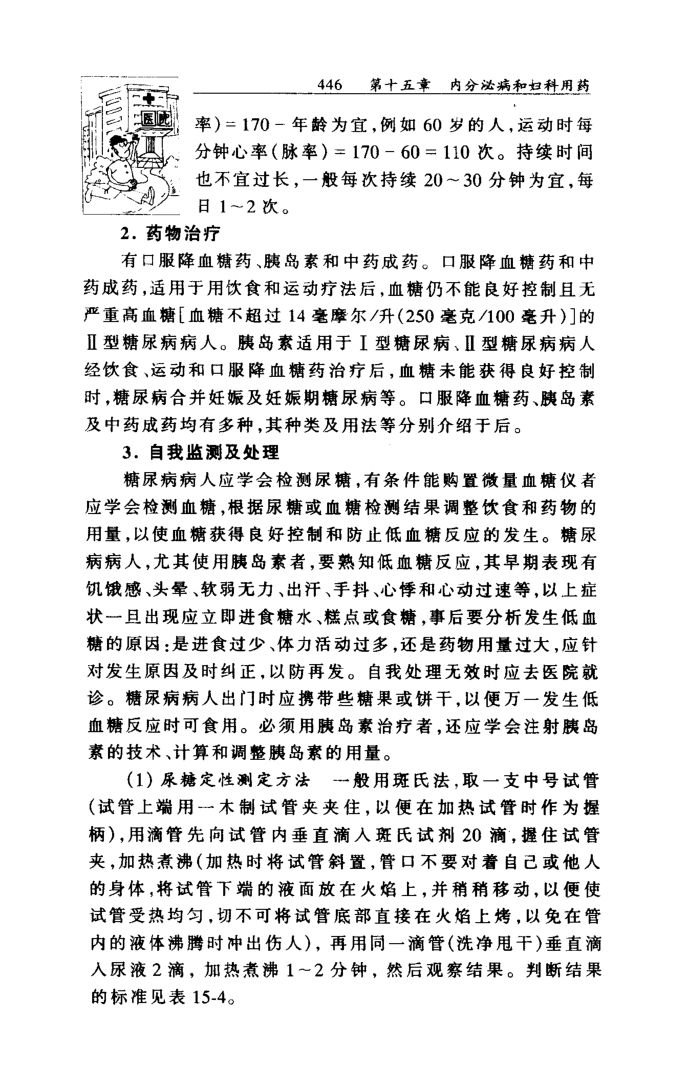 446 第十五章 内分泌病和妇科用药
医院
率)=170-年龄为宜,例如 60 岁的人,运动时每
分钟心率(脉率)=170-60=110 次。持续时间
也不宜过长,一般每次持续 20~30 分钟为宜,每
日 1~2 次。
2. 药物治疗
有口服降血糖药、胰岛素和中药成药。口服降血糖药和中
药成药,适用于用饮食和运动疗法后,血糖仍不能良好控制且无
严重高血糖[血糖不超过 14 毫摩尔/升(250 毫克/100 毫升)]的
Ⅱ型糖尿病病人。胰岛素适用于Ⅰ型糖尿病、Ⅱ型糖尿病病人
经饮食、运动和口服降血糖药治疗后,血糖未能获得良好控制
时,糖尿病合并妊娠及妊娠期糖尿病等。口服降血糖药、胰岛素
及中药成药均有多种,其种类及用法等分别介绍于后。
3. 自我监测及处理
糖尿病病人应学会检测尿糖,有条件能购置微量血糖仪者
应学会检测血糖,根据尿糖或血糖检测结果调整饮食和药物的
用量,以使血糖获得良好控制和防止低血糖反应的发生。糖尿
病病人,尤其使用胰岛素者,要熟知低血糖反应,其早期表现有
饥饿感、头晕、软弱无力、出汗、手抖、心悸和心动过速等,以上症
状一旦出现应立即进食糖水、糕点或食糖,事后要分析发生低血
糖的原因:是进食过少、体力活动过多,还是药物用量过大,应针
对发生原因及时纠正,以防再发。自我处理无效时应去医院就
诊。糖尿病病人出门时应携带些糖果或饼干,以便万一发生低
血糖反应时可食用。必须用胰岛素治疗者,还应学会注射胰岛
素的技术、计算和调整胰岛素的用量。
(1) 尿糖定性测定方法 一般用斑氏法,取一支中号试管
(试管上端用一木制试管夹夹住,以便在加热试管时作为握
柄),用滴管先向试管内垂直滴入斑氏试剂 20 滴,握住试管
夹,加热煮沸(加热时将试管斜置,管口不要对着自己或他人
的身体,将试管下端的液面放在火焰上,并稍稍移动,以便使
试管受热均匀,切不可将试管底部直接在火焰上烤,以免在管
内的液体沸腾时冲出伤人), 再用同一滴管(洗净甩干)垂直滴
入尿液 2 滴, 加热煮沸 1~2 分钟, 然后观察结果。判断结果
的标准见表 15-4。